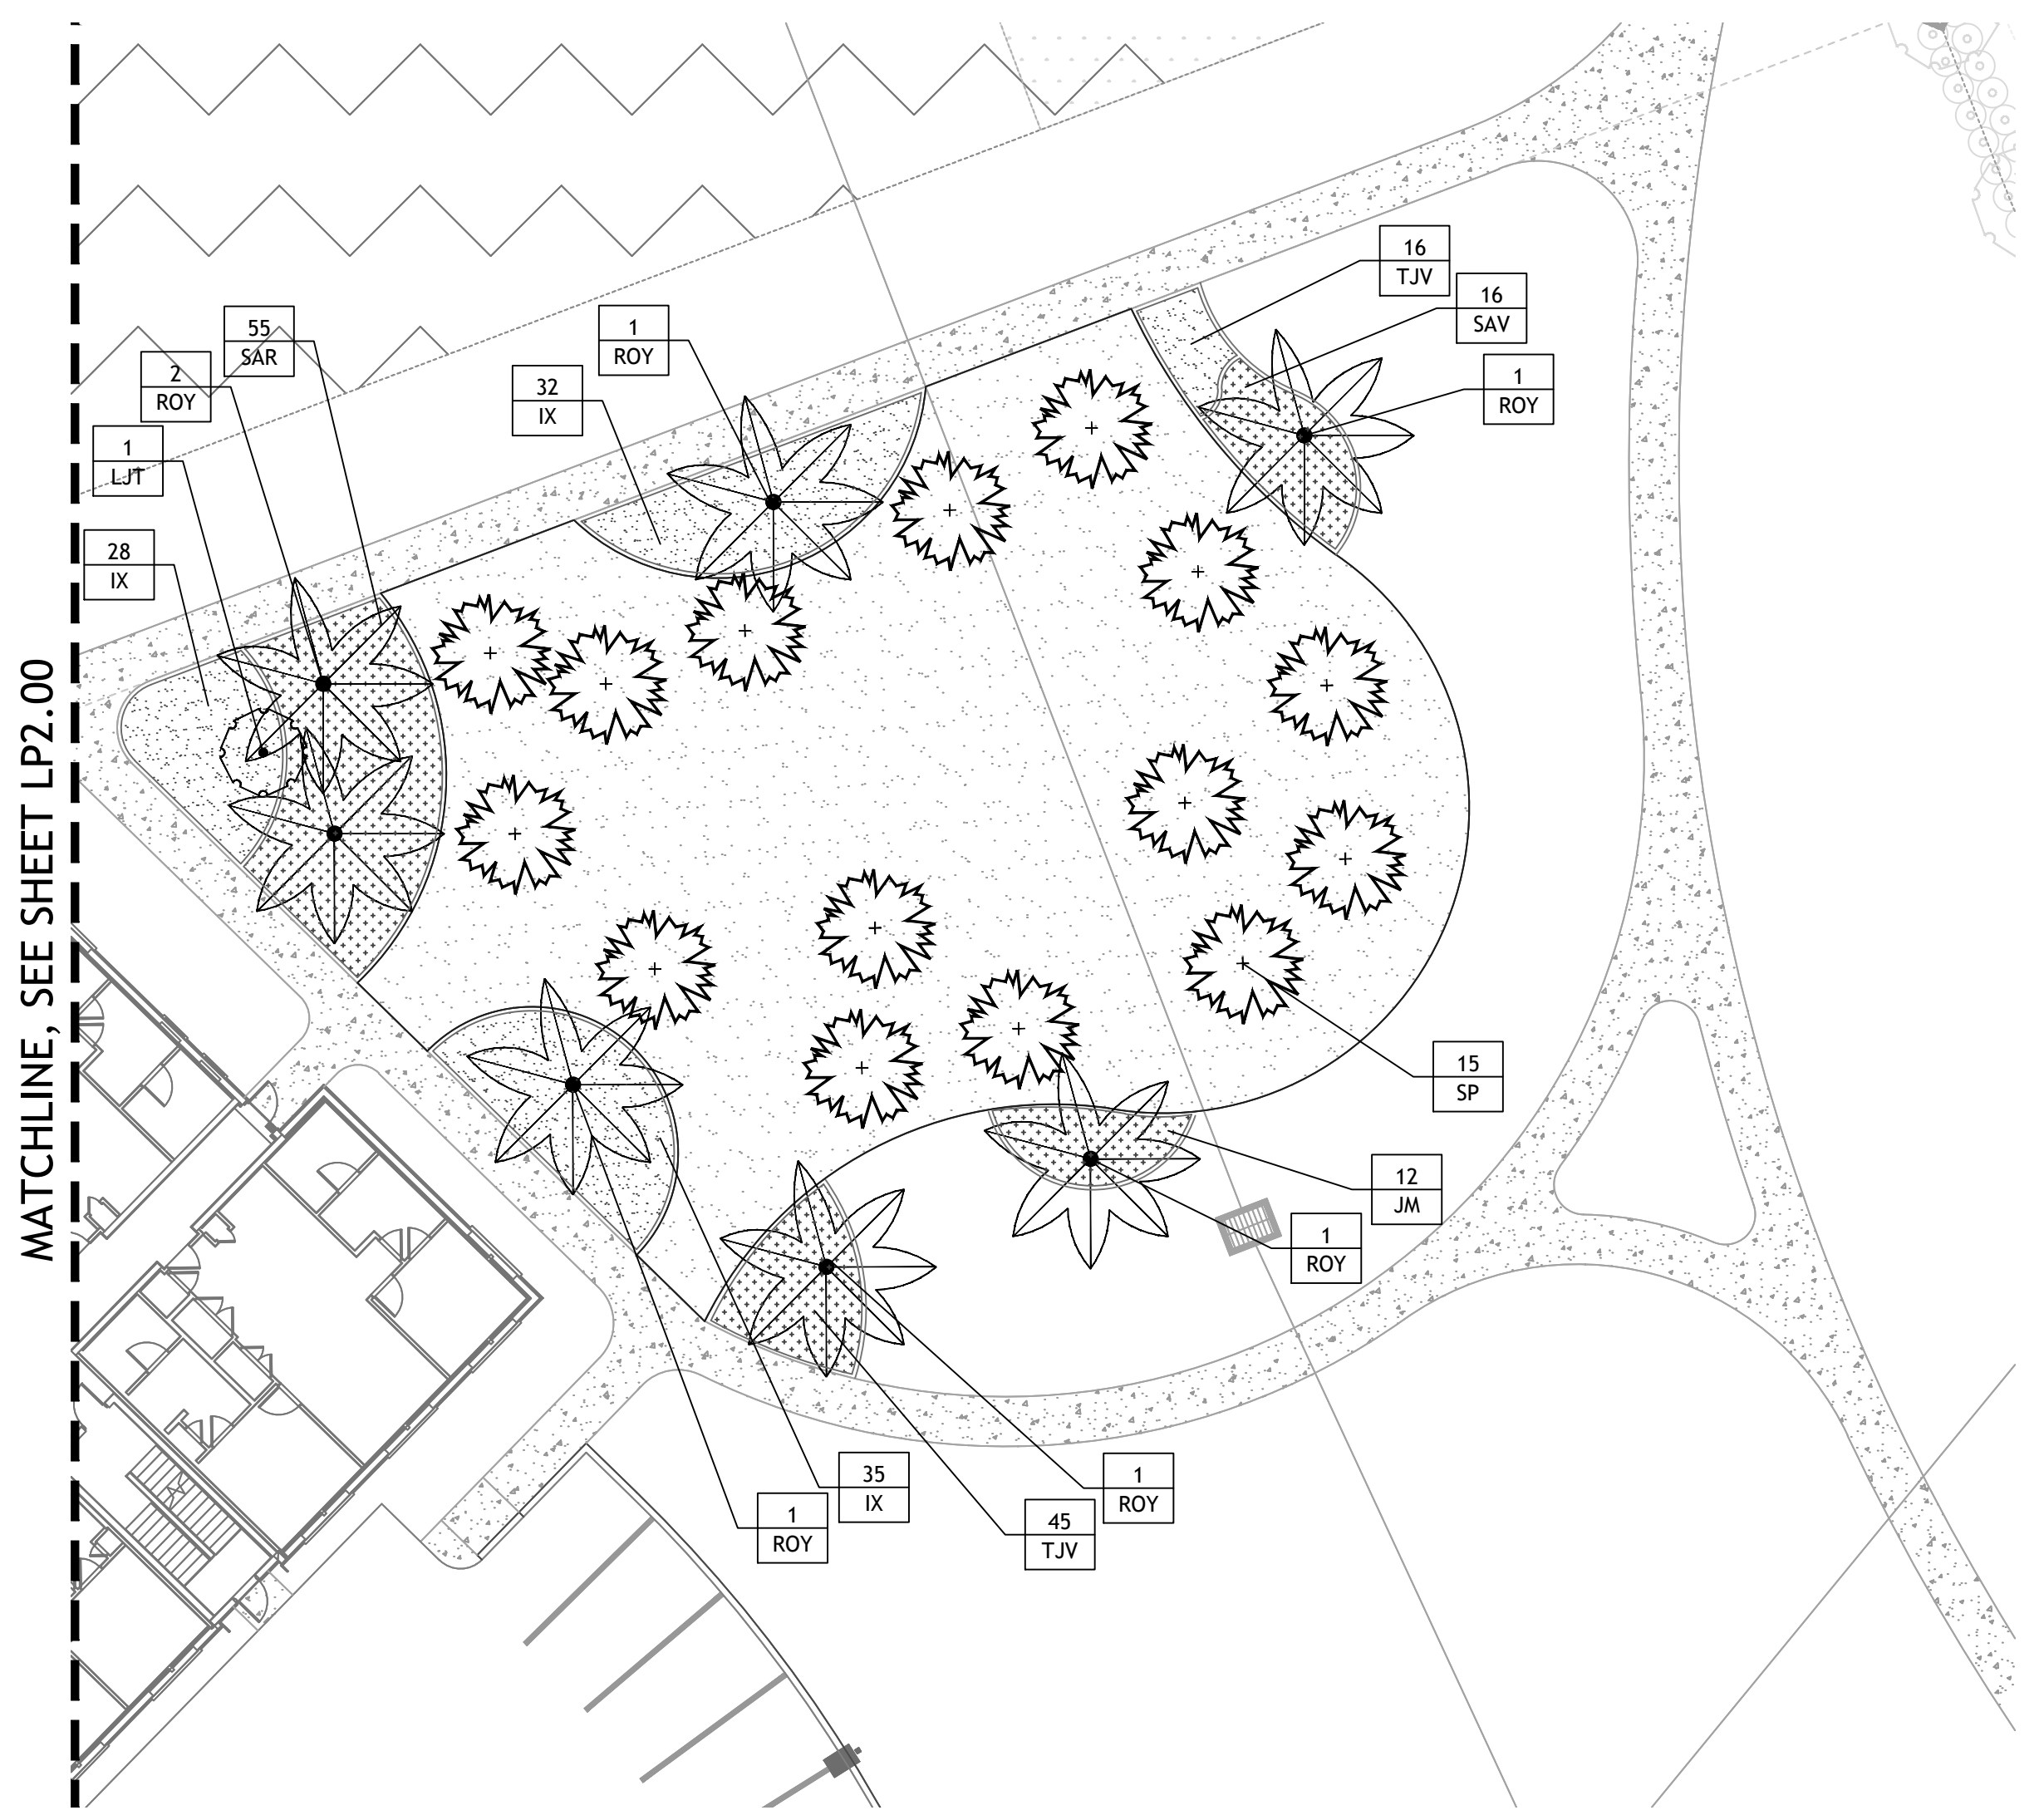 16
TJV
16
SAV
1
ROY
55
SAR
1
ROY
2
ROY
32
IX
1
LJT
28
IX
MATCHLINE, SEE SHEET LP2.00
15
SP
12
JM
1
ROY
35
IX
1
ROY
1
ROY
45
TJV